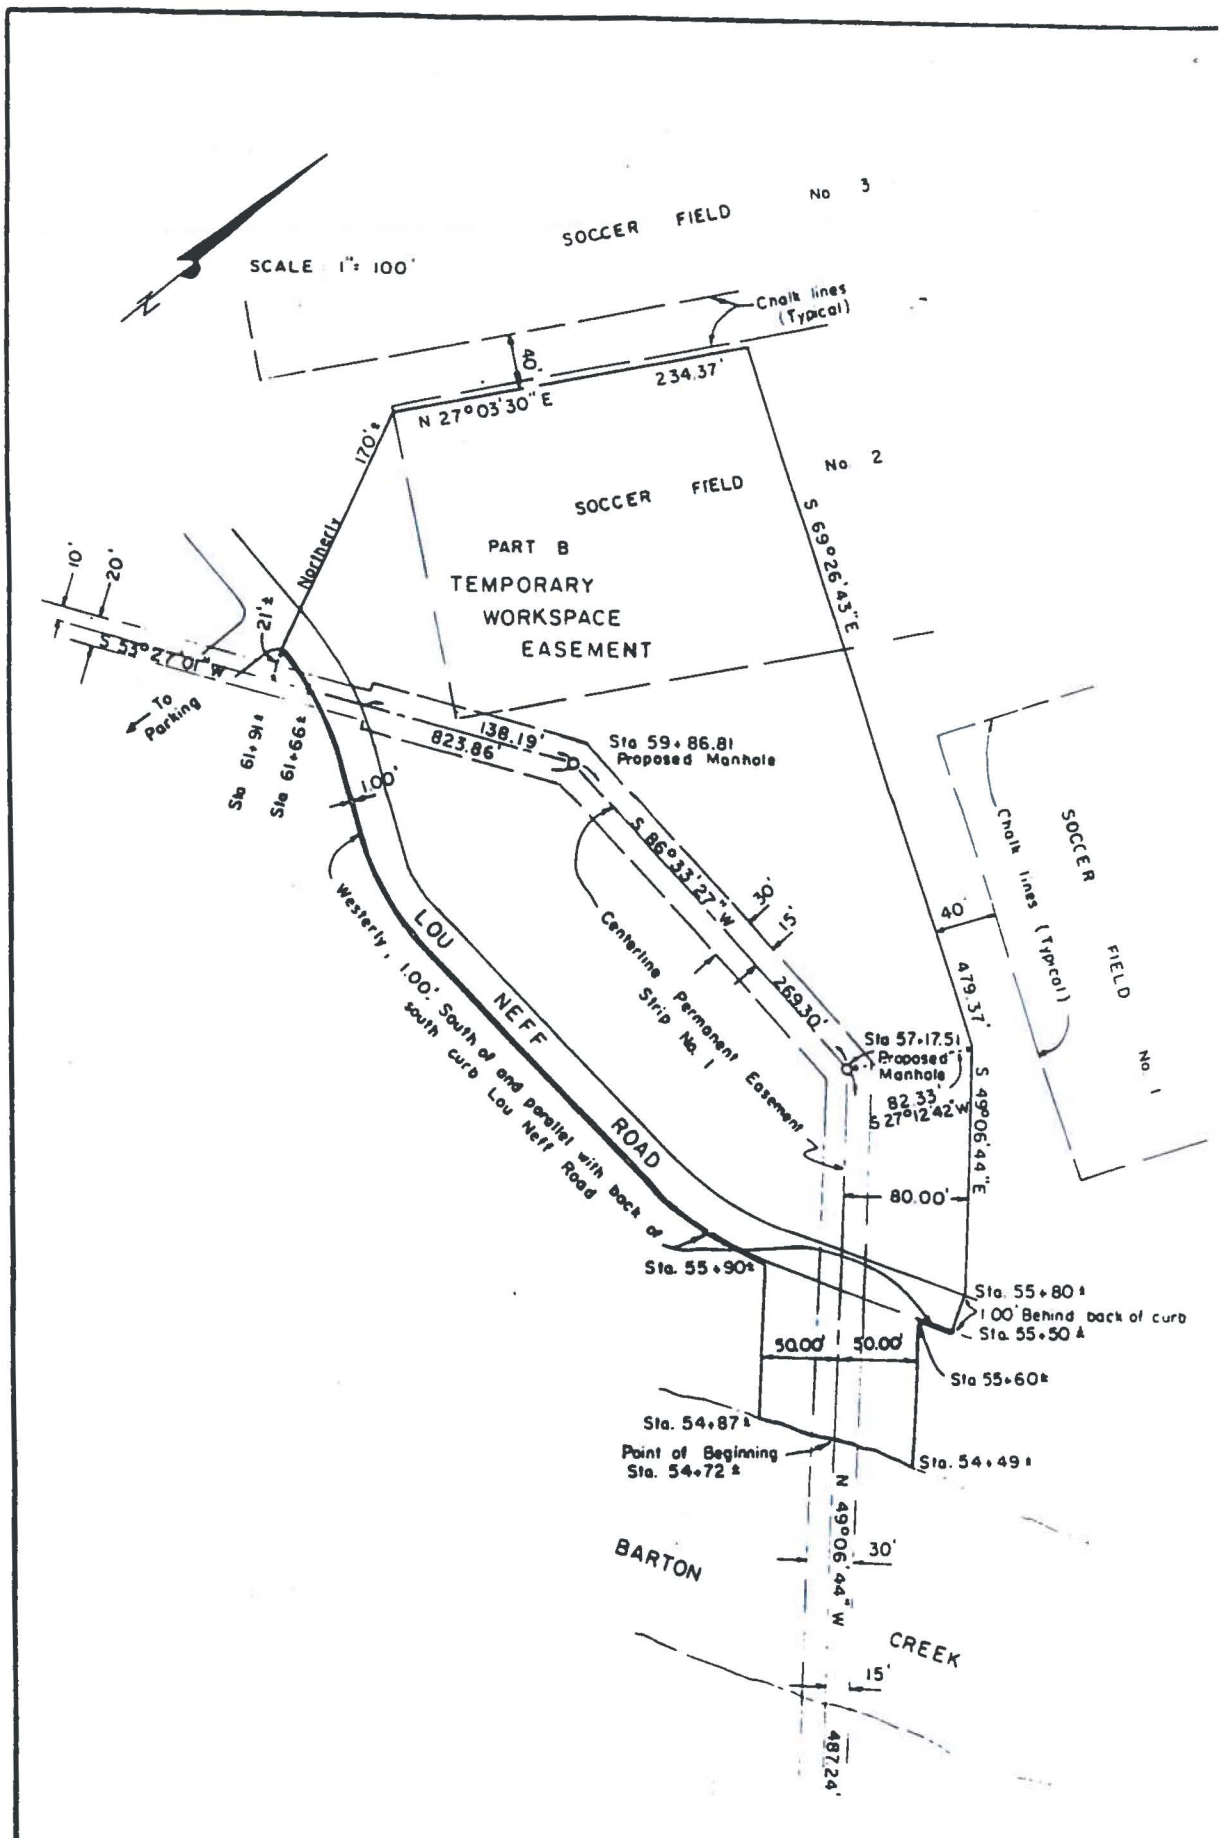 SOCCER FIELD No 3
SCALE 1"= 100'
Chalk lines
(Typical)
40'
234.37'
N 27°03'30" E
170'±
Northerly
No. 2
SOCCER FIELD
PART B
TEMPORARY
WORKSPACE
EASEMENT
S 69°26'43"E
10'
20'
21'±
S 53°27'01" W
To
Parking
Sta 61+91±
Sta 61+66±
138.19'
823.86'
1.00'
Sta 59+86.81
Proposed Manhole
S 86°33'27" W
30'
15'
269.30'
Centerline Permanent Easement
Strip No. 1
Westerly, 1.00' South of and parallel with back of
south curb Lou Neff Road
LOU NEFF ROAD
40'
479.37'
Chalk lines (Typical)
SOCCER FIELD No. 1
Sta 57+17.51
Proposed
Manhole
82.33'
S 27°12'42" W
S 49°06'44"E
80.00'
Sta. 55+90±
Sta. 55+80±
1.00' Behind back of curb
Sta. 55+50±
50.00'
50.00'
Sta 55+60±
Sta. 54+87±
Point of Beginning
Sta. 54+72±
Sta. 54+49±
N 49°06'44" W
BARTON CREEK
30'
15'
487.24'